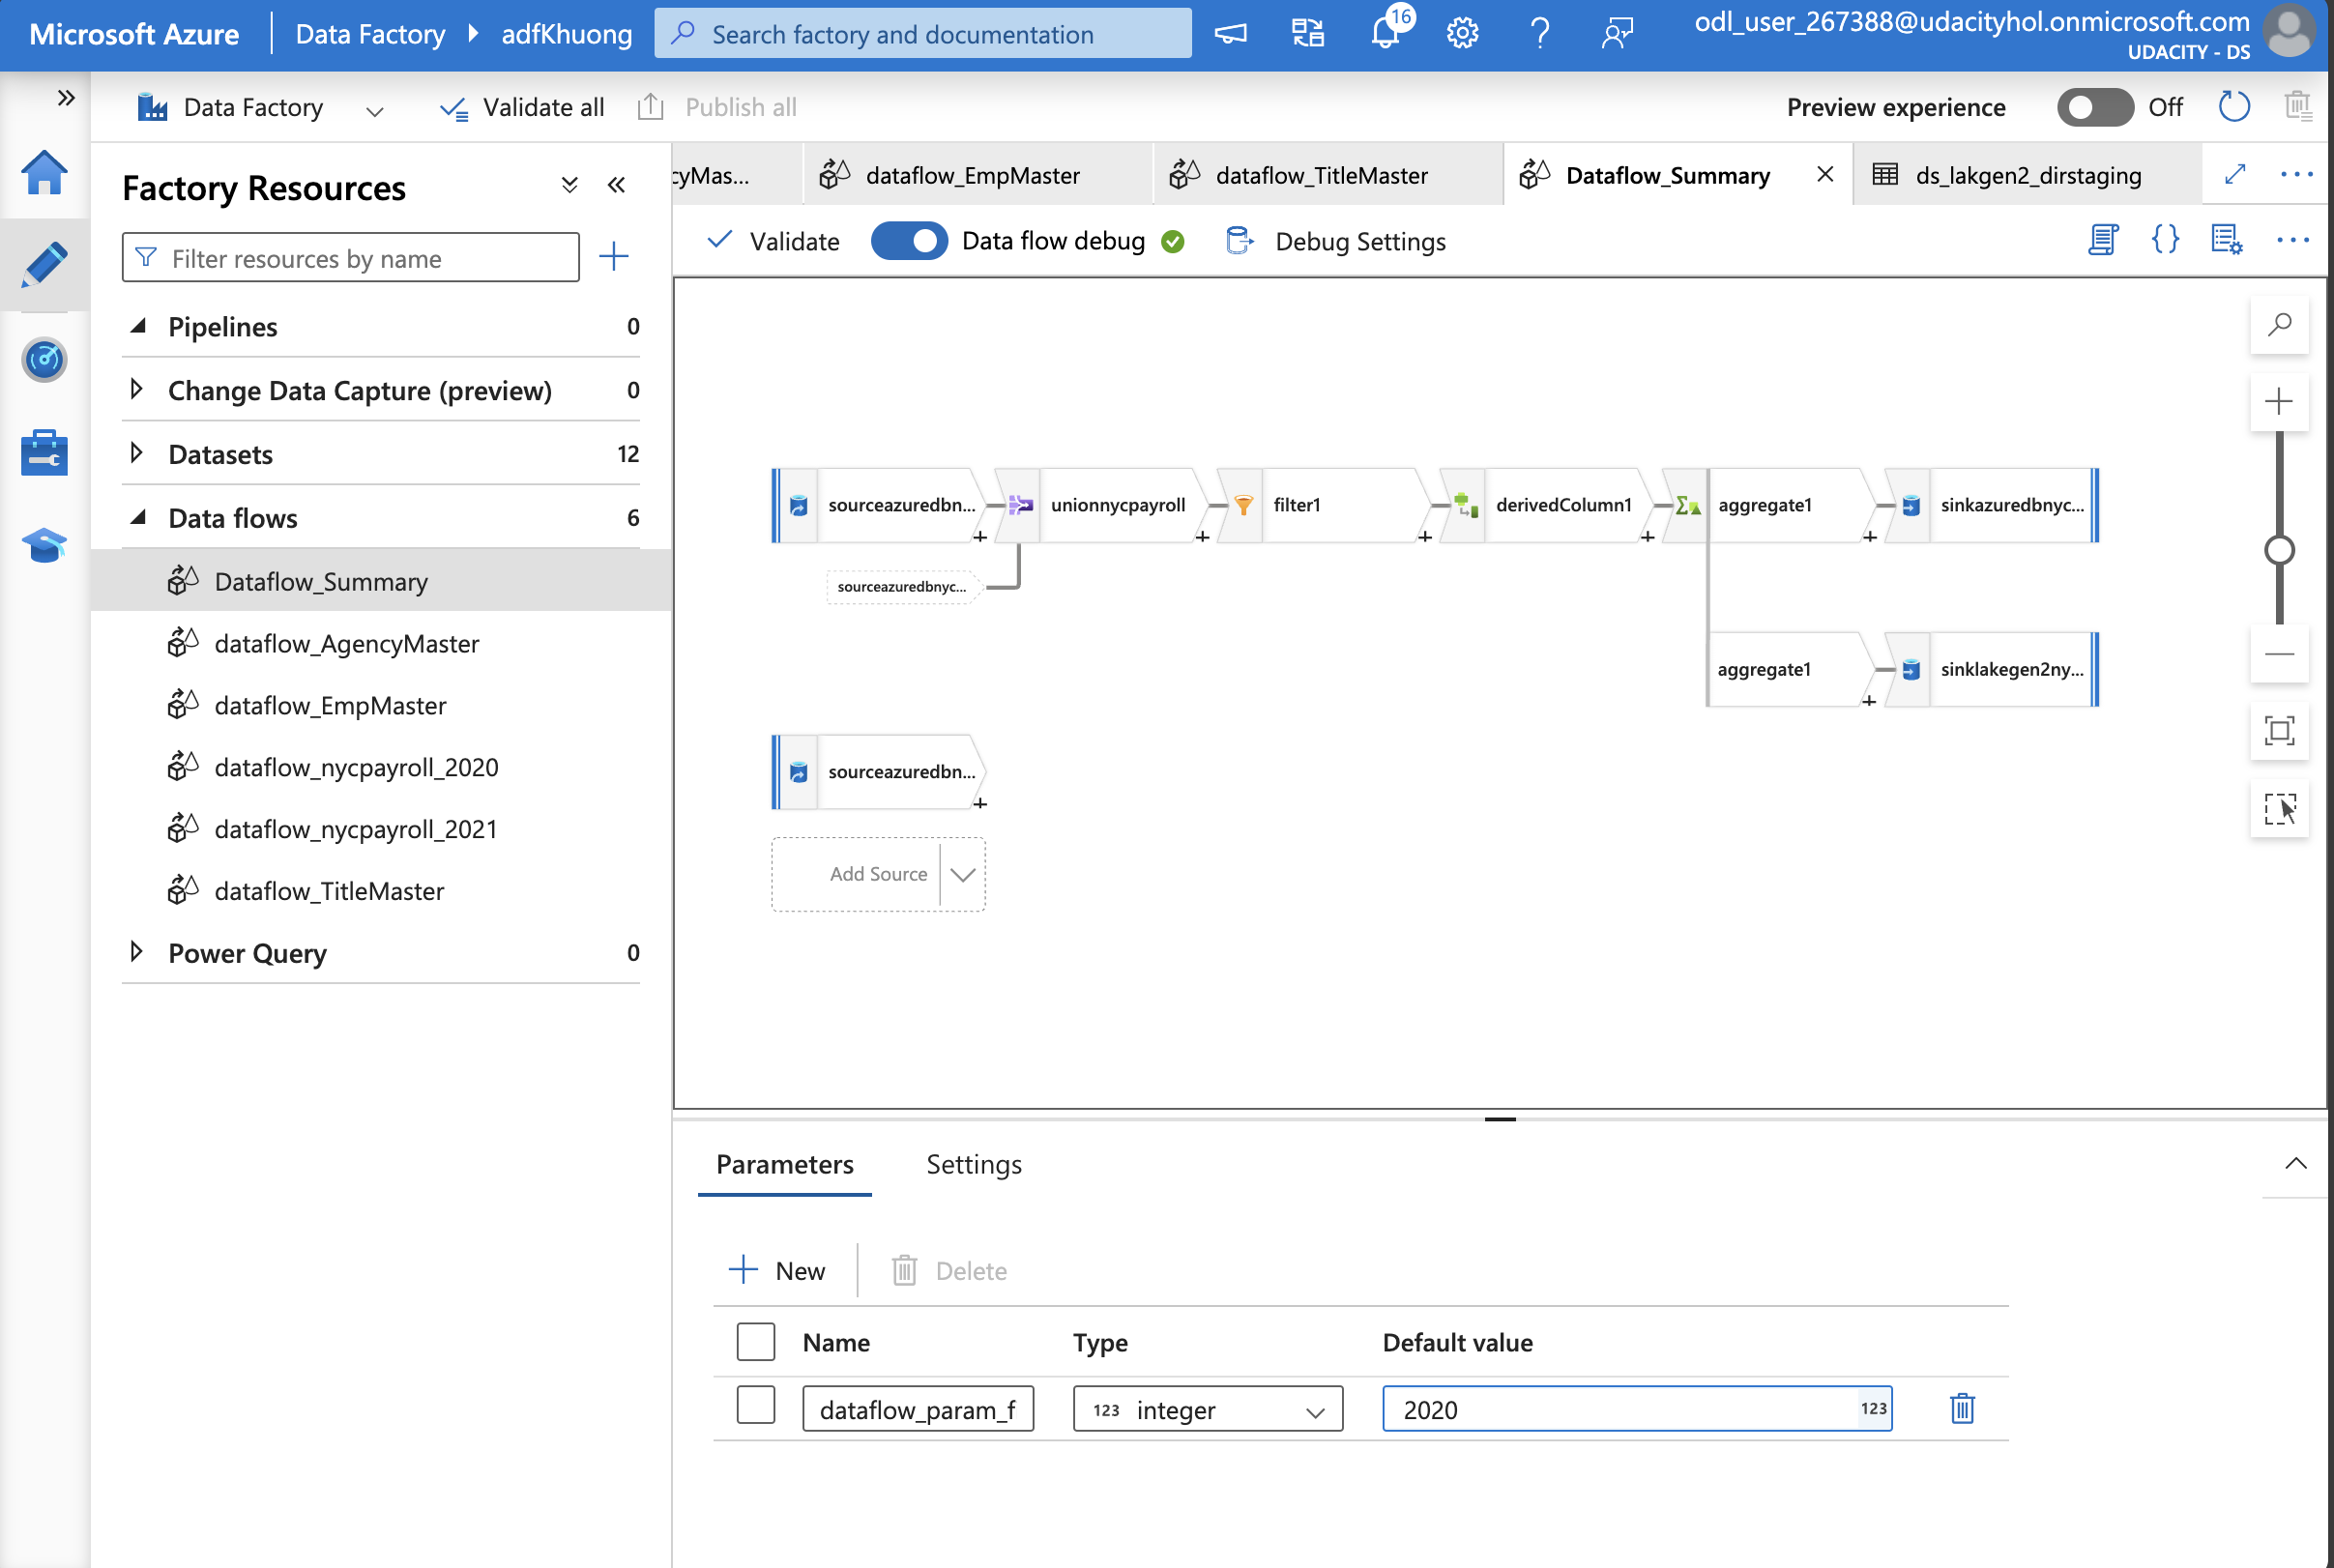 Microsoft Azure
Data Factory
adfKhuong
Search factory and documentation
16
odl_user_267388@udacityhol.onmicrosoft.com
UDACITY - DS
Data Factory
Validate all
Publish all
Preview experience
Off
Factory Resources
Filter resources by name
Pipelines 0
Change Data Capture (preview) 0
Datasets 12
Data flows 6
Dataflow_Summary
dataflow_AgencyMaster
dataflow_EmpMaster
dataflow_nycpayroll_2020
dataflow_nycpayroll_2021
dataflow_TitleMaster
Power Query 0
cyMas...
dataflow_EmpMaster
dataflow_TitleMaster
Dataflow_Summary
ds_lakgen2_dirstaging
Validate
Data flow debug
Debug Settings
sourceazuredbn...
unionnycpayroll
filter1
derivedColumn1
aggregate1
sinkazuredbnyc...
sourceazuredbnyc...
aggregate1
sinklakegen2ny...
sourceazuredbn...
Add Source
Parameters
Settings
New
Delete
Name Type Default value
dataflow_param_f 123 integer 2020 123